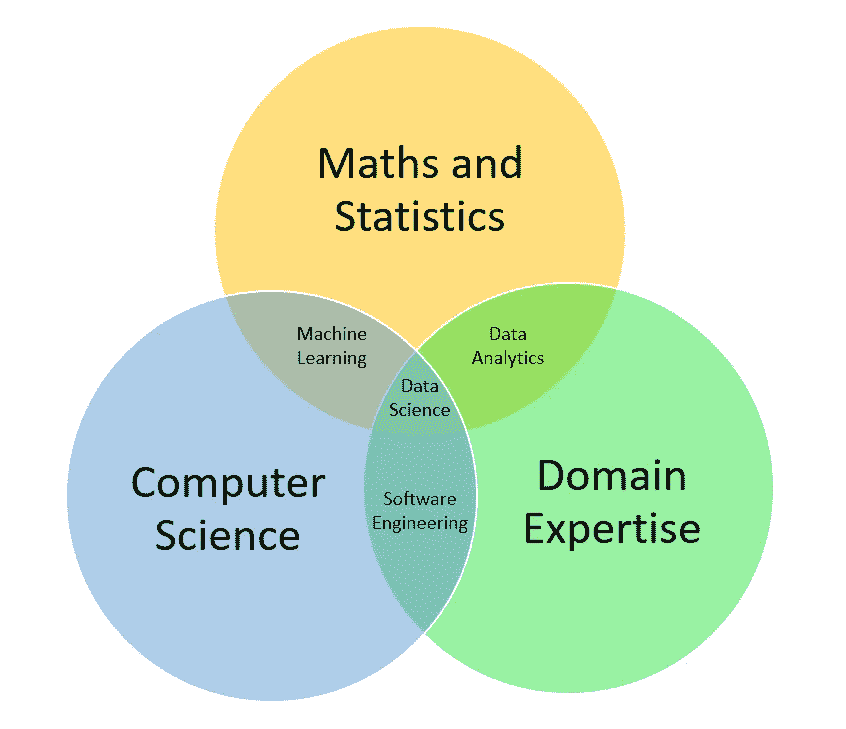 Maths and
Statistics
Machine
Learning
Data
Analytics
Data
Science
Computer
Science
Software
Engineering
Domain
Expertise